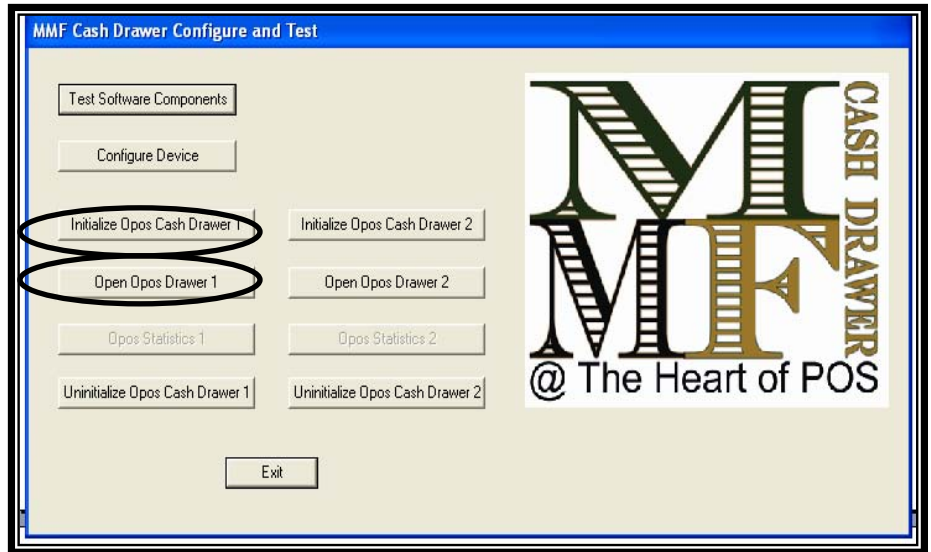 MMF Cash Drawer Configure and Test
Test Software Components
Configure Device
Initialize Opos Cash Drawer 1
Initialize Opos Cash Drawer 2
Open Opos Drawer 1
Open Opos Drawer 2
Opos Statistics 1
Opos Statistics 2
Uninitialize Opos Cash Drawer 1
Uninitialize Opos Cash Drawer 2
Exit
M
MF
CASH DRAWER
@ The Heart of POS